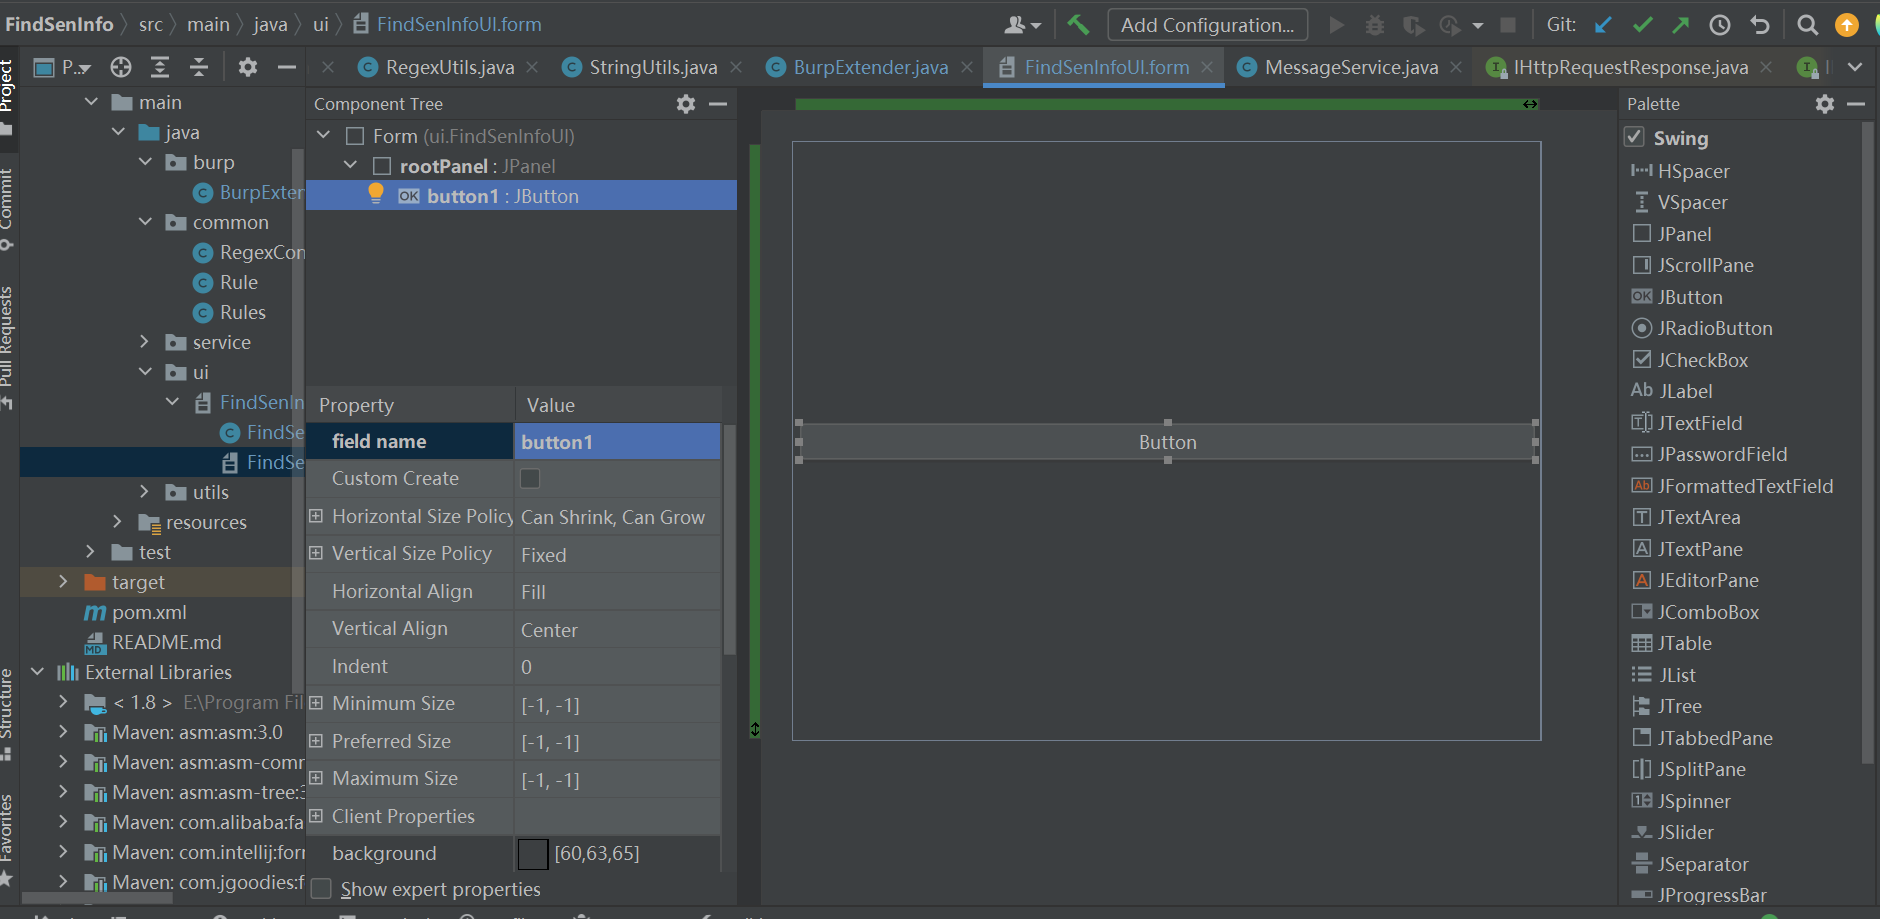 FindSenInfo src main java ui FindSenInfoUI.form Add Configuration... Git:
P... RegexUtils.java StringUtils.java BurpExtender.java FindSenInfoUI.form MessageService.java IHttpRequestResponse.java
Project
Commit
Pull Requests
Structure
Favorites
main
java
burp
BurpExter
common
RegexCon
Rule
Rules
service
ui
FindSenIn
FindSe
FindSe
utils
resources
test
target
pom.xml
README.md
External Libraries
< 1.8 > E:\Program Fil
Maven: asm:asm:3.0
Maven: asm:asm-comr
Maven: asm:asm-tree:3
Maven: com.alibaba:fa
Maven: com.intellij:forr
Maven: com.jgoodies:f
Component Tree
Form (ui.FindSenInfoUI)
rootPanel : JPanel
button1 : JButton
Property Value
field name button1
Custom Create
Horizontal Size Policy Can Shrink, Can Grow
Vertical Size Policy Fixed
Horizontal Align Fill
Vertical Align Center
Indent 0
Minimum Size [-1, -1]
Preferred Size [-1, -1]
Maximum Size [-1, -1]
Client Properties
background [60,63,65]
Show expert properties
Button
Palette
Swing
HSpacer
VSpacer
JPanel
JScrollPane
JButton
JRadioButton
JCheckBox
JLabel
JTextField
JPasswordField
JFormattedTextField
JTextArea
JTextPane
JEditorPane
JComboBox
JTable
JList
JTree
JTabbedPane
JSplitPane
JSpinner
JSlider
JSeparator
JProgressBar